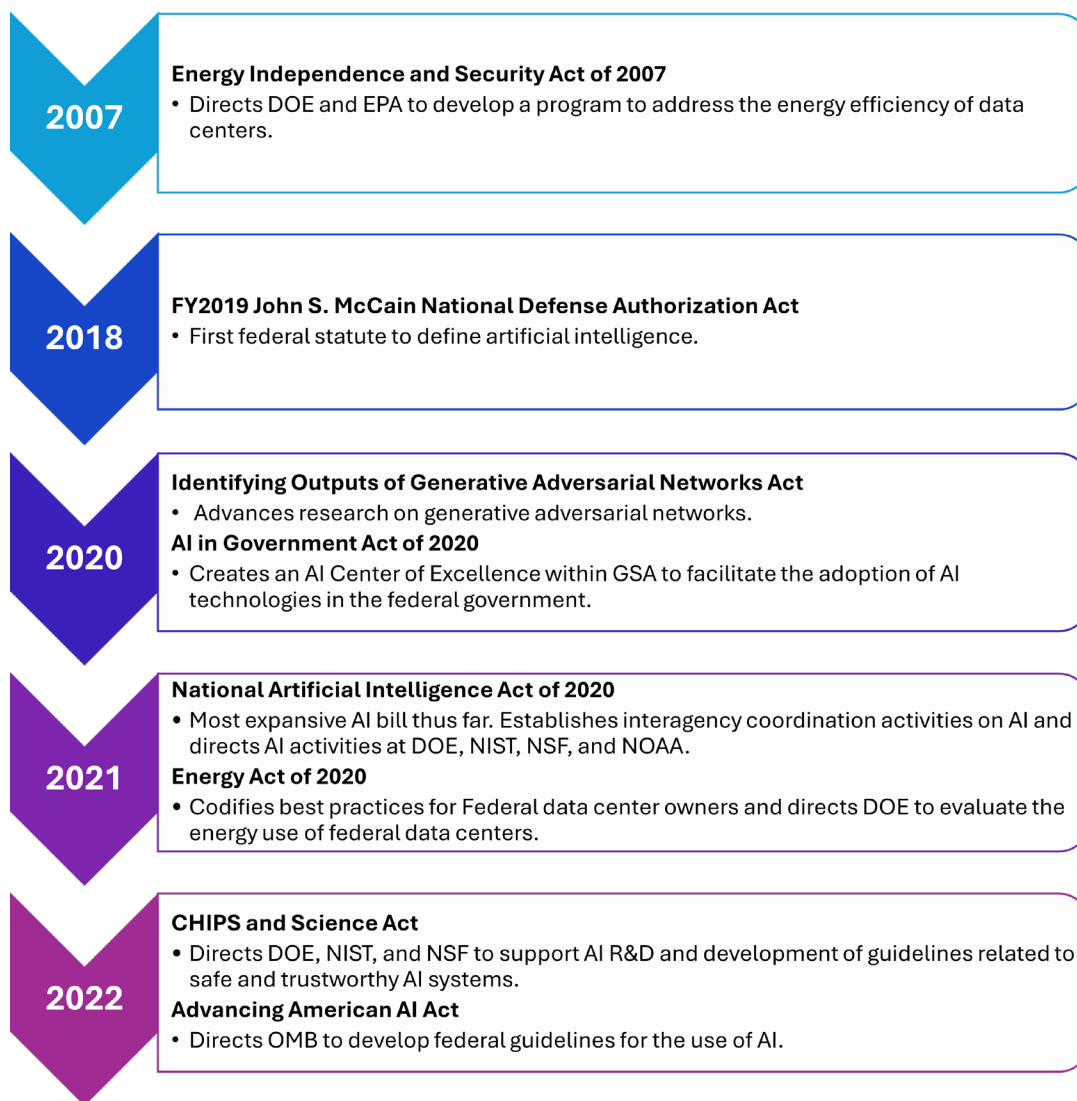 2007
Energy Independence and Security Act of 2007
• Directs DOE and EPA to develop a program to address the energy efficiency of data
centers.
2018
FY2019 John S. McCain National Defense Authorization Act
• First federal statute to define artificial intelligence.
2020
Identifying Outputs of Generative Adversarial Networks Act
• Advances research on generative adversarial networks.
AI in Government Act of 2020
• Creates an AI Center of Excellence within GSA to facilitate the adoption of AI
technologies in the federal government.
2021
National Artificial Intelligence Act of 2020
• Most expansive AI bill thus far. Establishes interagency coordination activities on AI and
directs AI activities at DOE, NIST, NSF, and NOAA.
Energy Act of 2020
• Codifies best practices for Federal data center owners and directs DOE to evaluate the
energy use of federal data centers.
2022
CHIPS and Science Act
• Directs DOE, NIST, and NSF to support AI R&D and development of guidelines related to
safe and trustworthy AI systems.
Advancing American AI Act
• Directs OMB to develop federal guidelines for the use of AI.